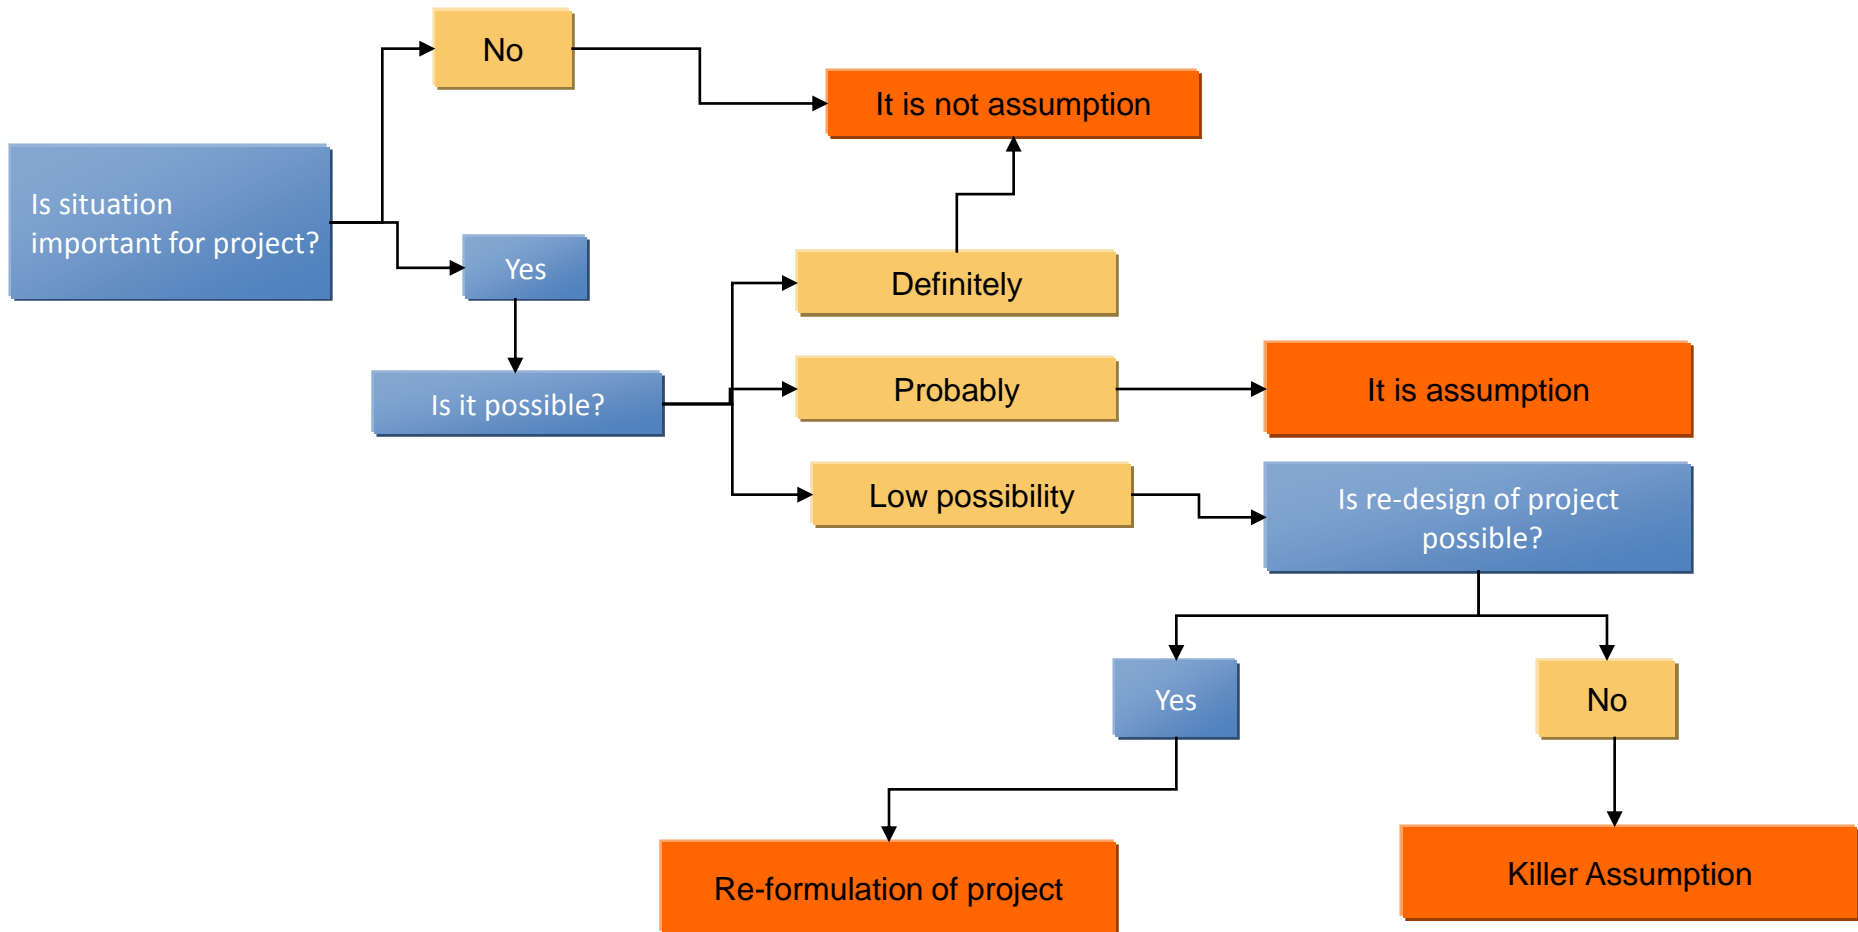 No
It is not assumption
Is situation
important for project?
Yes
Definitely
Is it possible?
Probably
It is assumption
Low possibility
Is re-design of project
possible?
Yes
No
Re-formulation of project
Killer Assumption